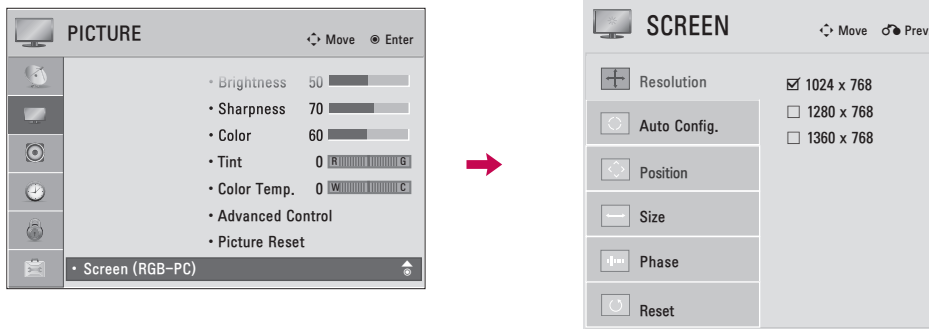 PICTURE
Move Enter
• Brightness 50
• Sharpness 70
• Color 60
• Tint 0 R G
• Color Temp. 0 W C
• Advanced Control
• Picture Reset
• Screen (RGB-PC)
SCREEN
Move Prev
Resolution
Auto Config.
Position
Size
Phase
Reset
☑ 1024 x 768
☐ 1280 x 768
☐ 1360 x 768